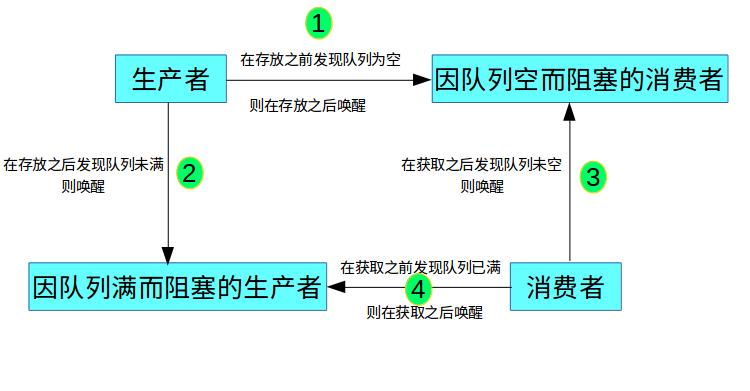 1
在存放之前发现队列为空
生产者
因队列空而阻塞的消费者
则在存放之后唤醒
在存放之后发现队列未满
则唤醒
2
在获取之后发现队列未空
则唤醒
3
在获取之前发现队列已满
因队列满而阻塞的生产者
4
消费者
则在获取之后唤醒